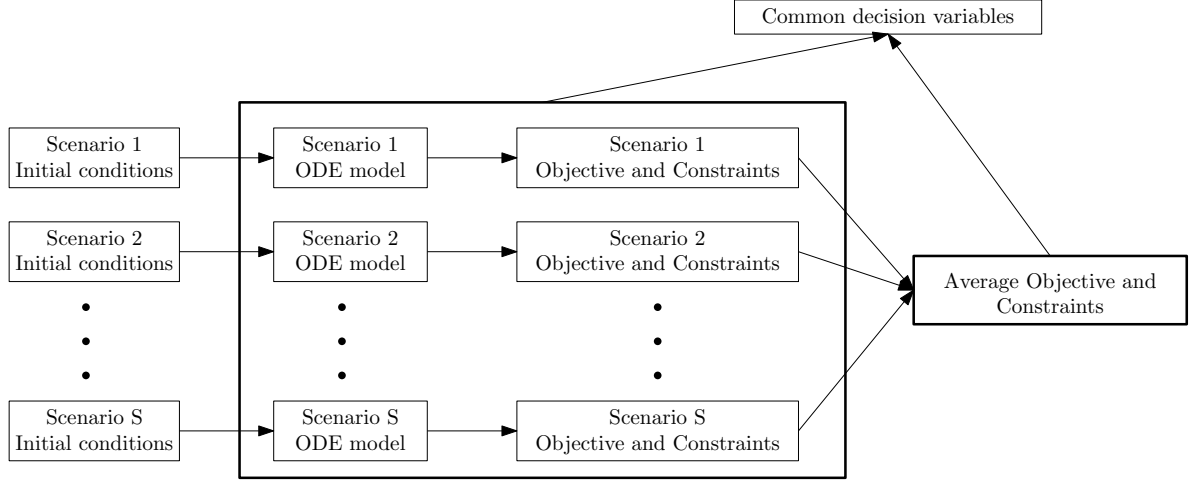 Common decision variables
Scenario 1
Initial conditions
Scenario 1
ODE model
Scenario 1
Objective and Constraints
Scenario 2
Initial conditions
Scenario 2
ODE model
Scenario 2
Objective and Constraints
Average Objective and
Constraints
Scenario S
Initial conditions
Scenario S
ODE model
Scenario S
Objective and Constraints